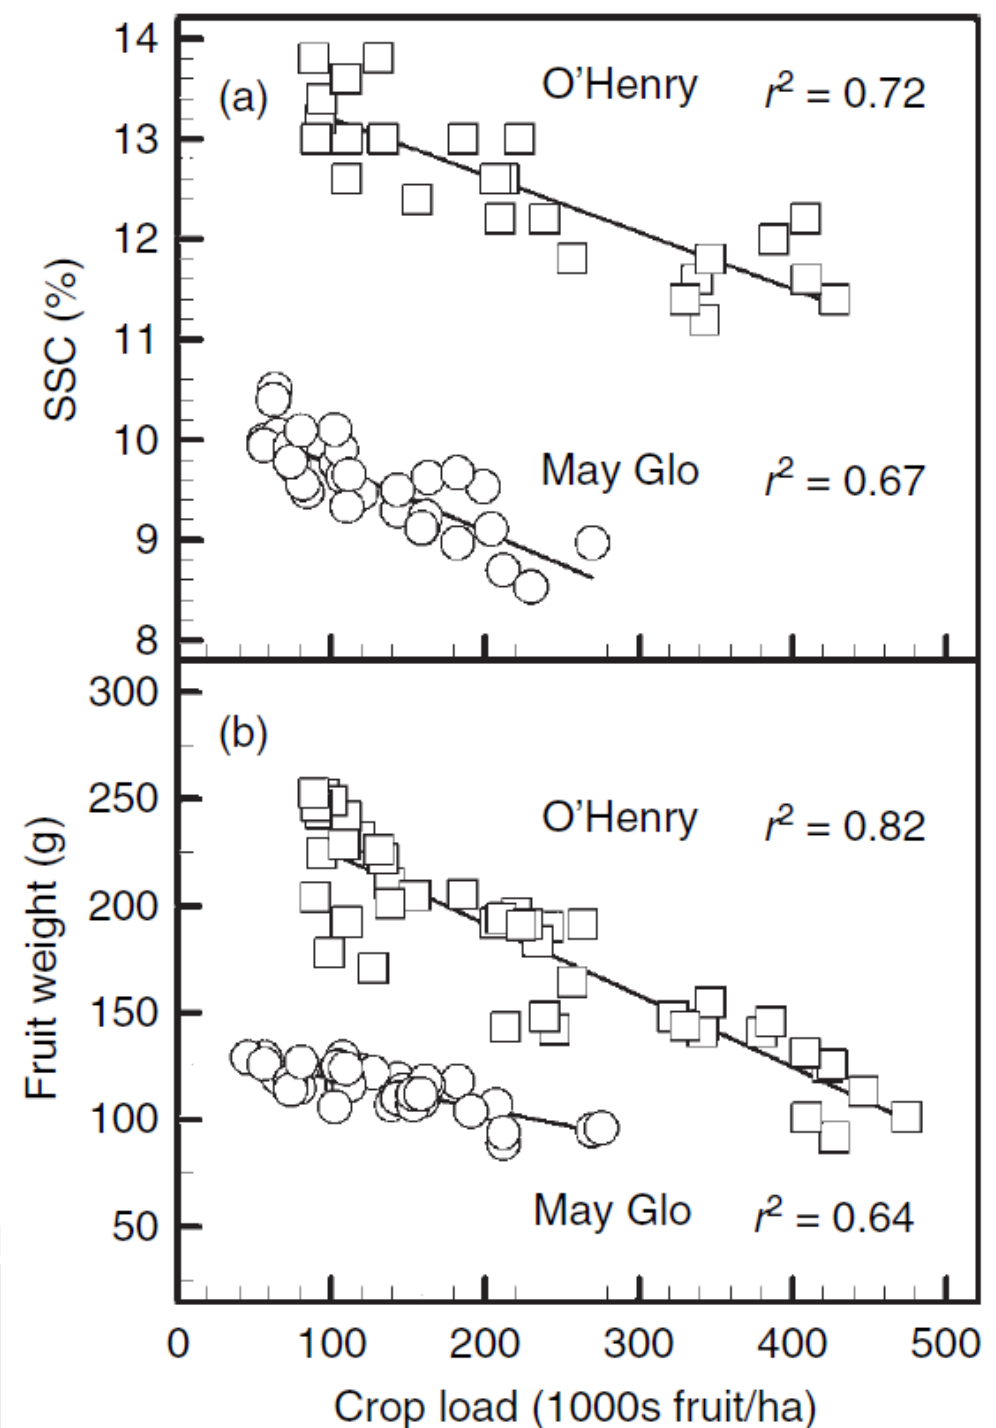 14
(a)
O'Henry r² = 0.72
13
12
11
10
May Glo r² = 0.67
9
8
SSC (%)
300
(b)
250
O'Henry r² = 0.82
200
150
100
50
May Glo r² = 0.64
Fruit weight (g)
0 100 200 300 400 500
Crop load (1000s fruit/ha)